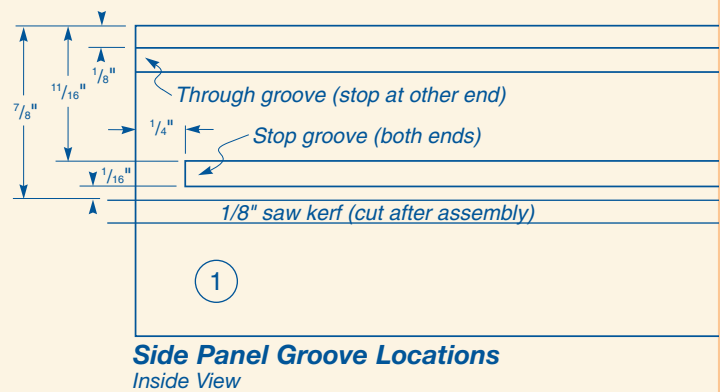 1/8"
11/16"
7/8"
Through groove (stop at other end)
1/4"
Stop groove (both ends)
1/16"
1/8" saw kerf (cut after assembly)
1
Side Panel Groove Locations
Inside View